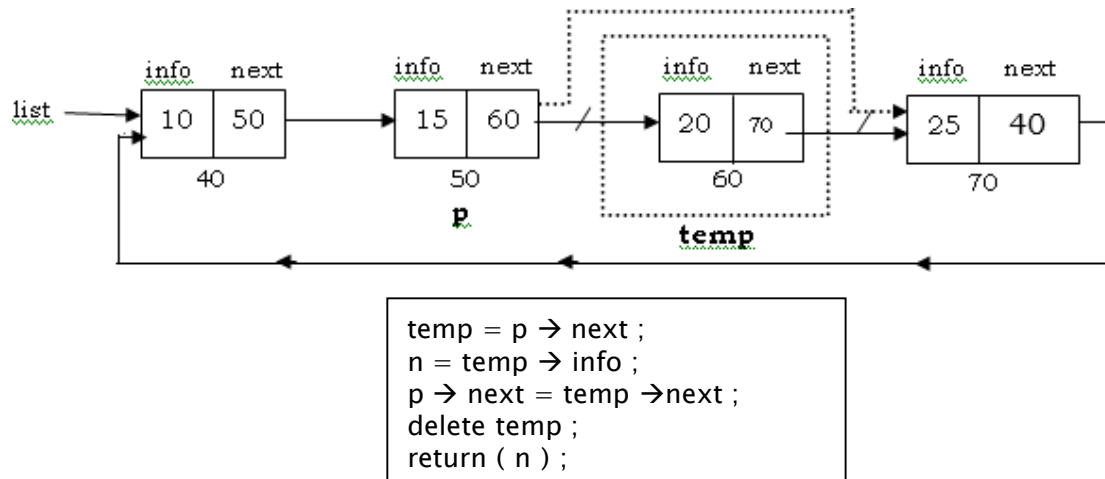 info next info next info next info next
list 10 50 15 60 20 70 25 40
40 50 60 70
p temp
temp = p → next ;
n = temp → info ;
p → next = temp →next ;
delete temp ;
return ( n ) ;